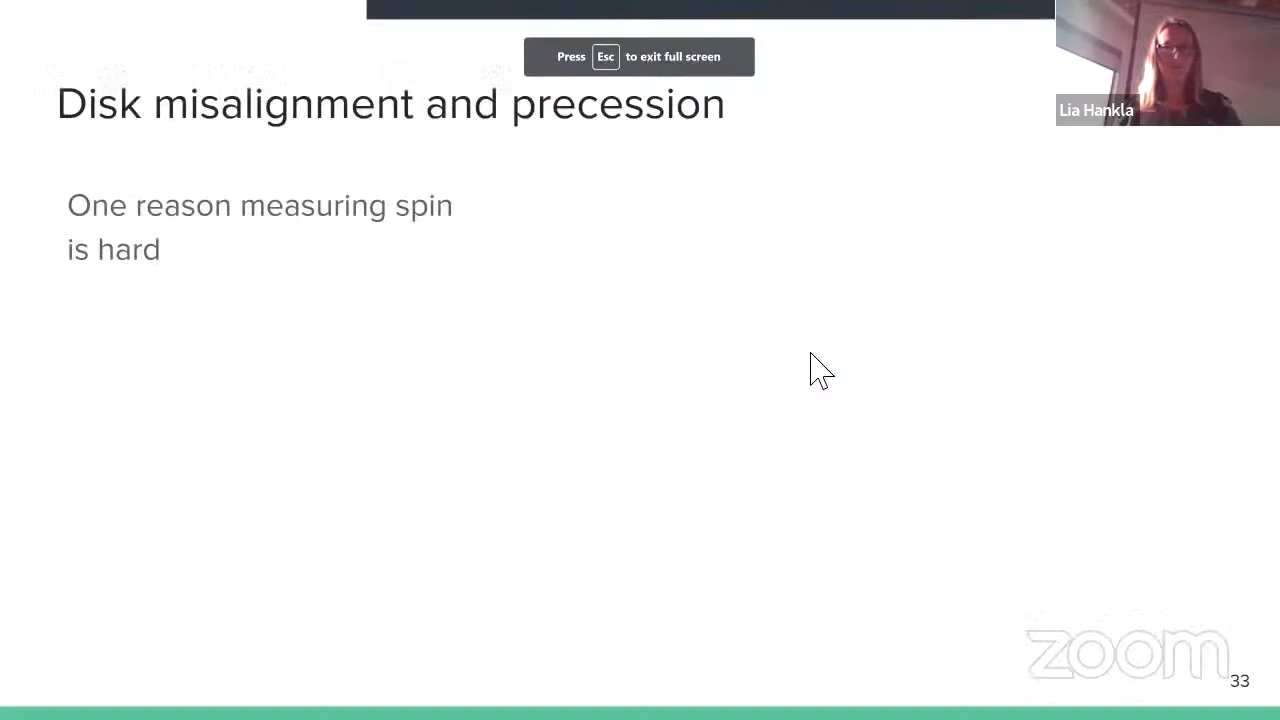 Press Esc to exit full screen
Disk misalignment and precession
Lia Hankla
One reason measuring spin
is hard
zoom
33